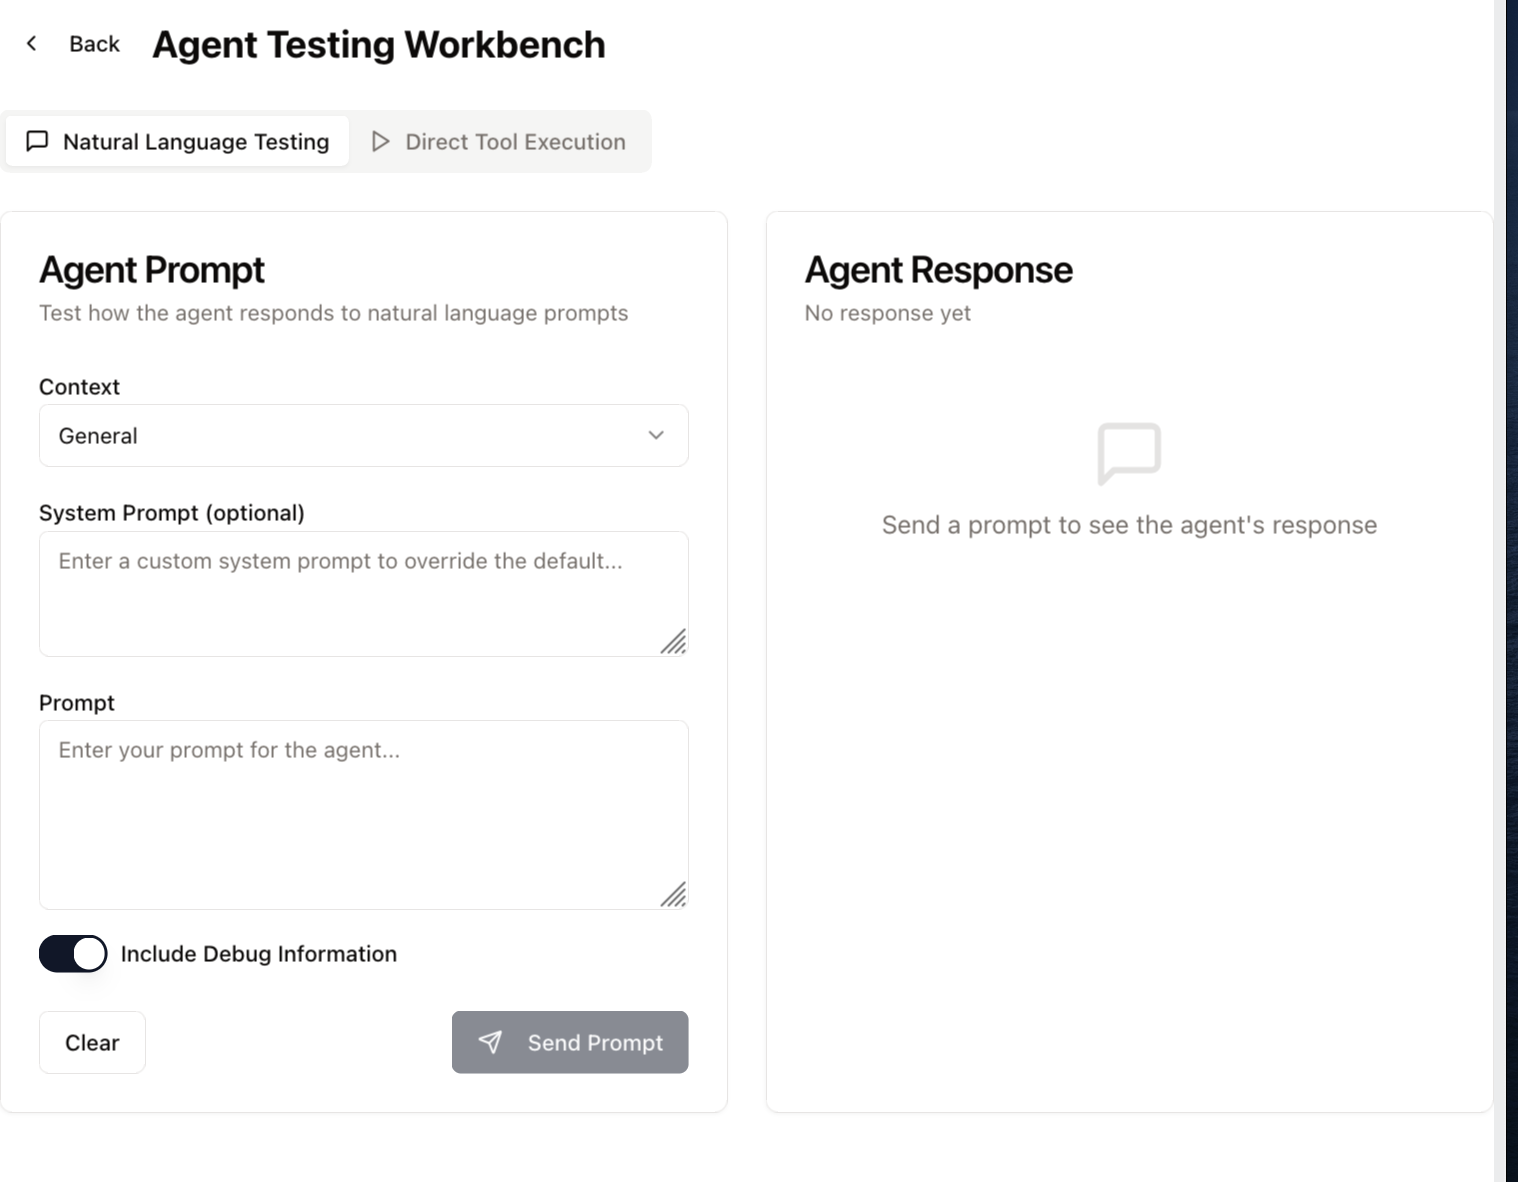 Back
Agent Testing Workbench
Natural Language Testing
Direct Tool Execution
Agent Prompt
Test how the agent responds to natural language prompts
Context
General
System Prompt (optional)
Enter a custom system prompt to override the default...
Prompt
Enter your prompt for the agent...
Include Debug Information
Clear
Send Prompt
Agent Response
No response yet
Send a prompt to see the agent's response